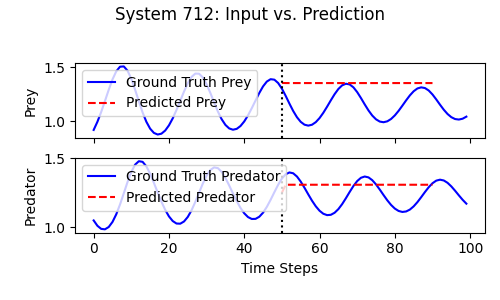 System 712: Input vs. Prediction
1.5
1.0
Prey
Ground Truth Prey
Predicted Prey
1.5
1.0
Predator
Ground Truth Predator
Predicted Predator
0
20
40
60
80
100
Time Steps